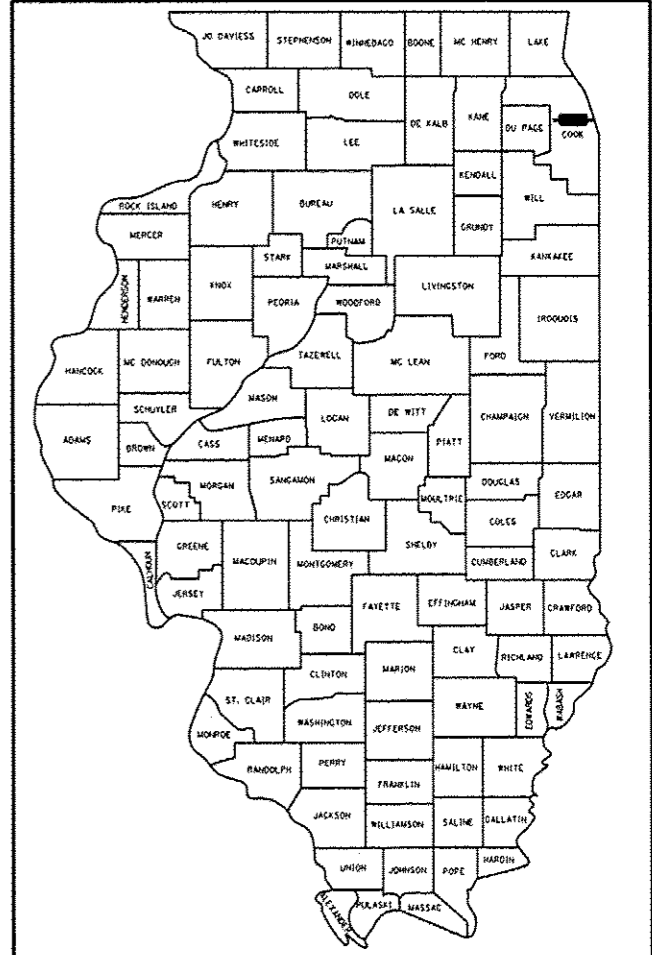 JO DAVIESS STEPHENSON WINNEBAGO BOONE MC HENRY LAKE
CARROLL OGLE DE KALB KANE DU PAGE COOK
WHITESIDE LEE
KENDALL
ROCK ISLAND HENRY BUREAU LA SALLE GRUNDY WILL
MERCER PUTNAM
STARK MARSHALL KANKAKEE
HENDERSON WARREN KNOX PEORIA WOODFORD LIVINGSTON IROQUOIS
HANCOCK MC DONOUGH FULTON TAZEWELL MC LEAN FORD
SCHUYLER MASON LOGAN DE WITT CHAMPAIGN VERMILION
ADAMS BROWN CASS MENARD MACON PIATT
PIKE SCOTT MORGAN SANGAMON CHRISTIAN MOULTRIE DOUGLAS EDGAR
COLES
CALHOUN GREENE MACOUPIN MONTGOMERY SHELBY CUMBERLAND CLARK
JERSEY FAYETTE EFFINGHAM JASPER CRAWFORD
MADISON BOND
CLAY RICHLAND LAWRENCE
CLINTON MARION
ST. CLAIR WAYNE EDWARDS WABASH
MONROE WASHINGTON JEFFERSON
RANDOLPH PERRY HAMILTON WHITE
FRANKLIN
JACKSON WILLIAMSON SALINE GALLATIN
UNION JOHNSON POPE HARDIN
ALEXANDER PULASKI MASSAC